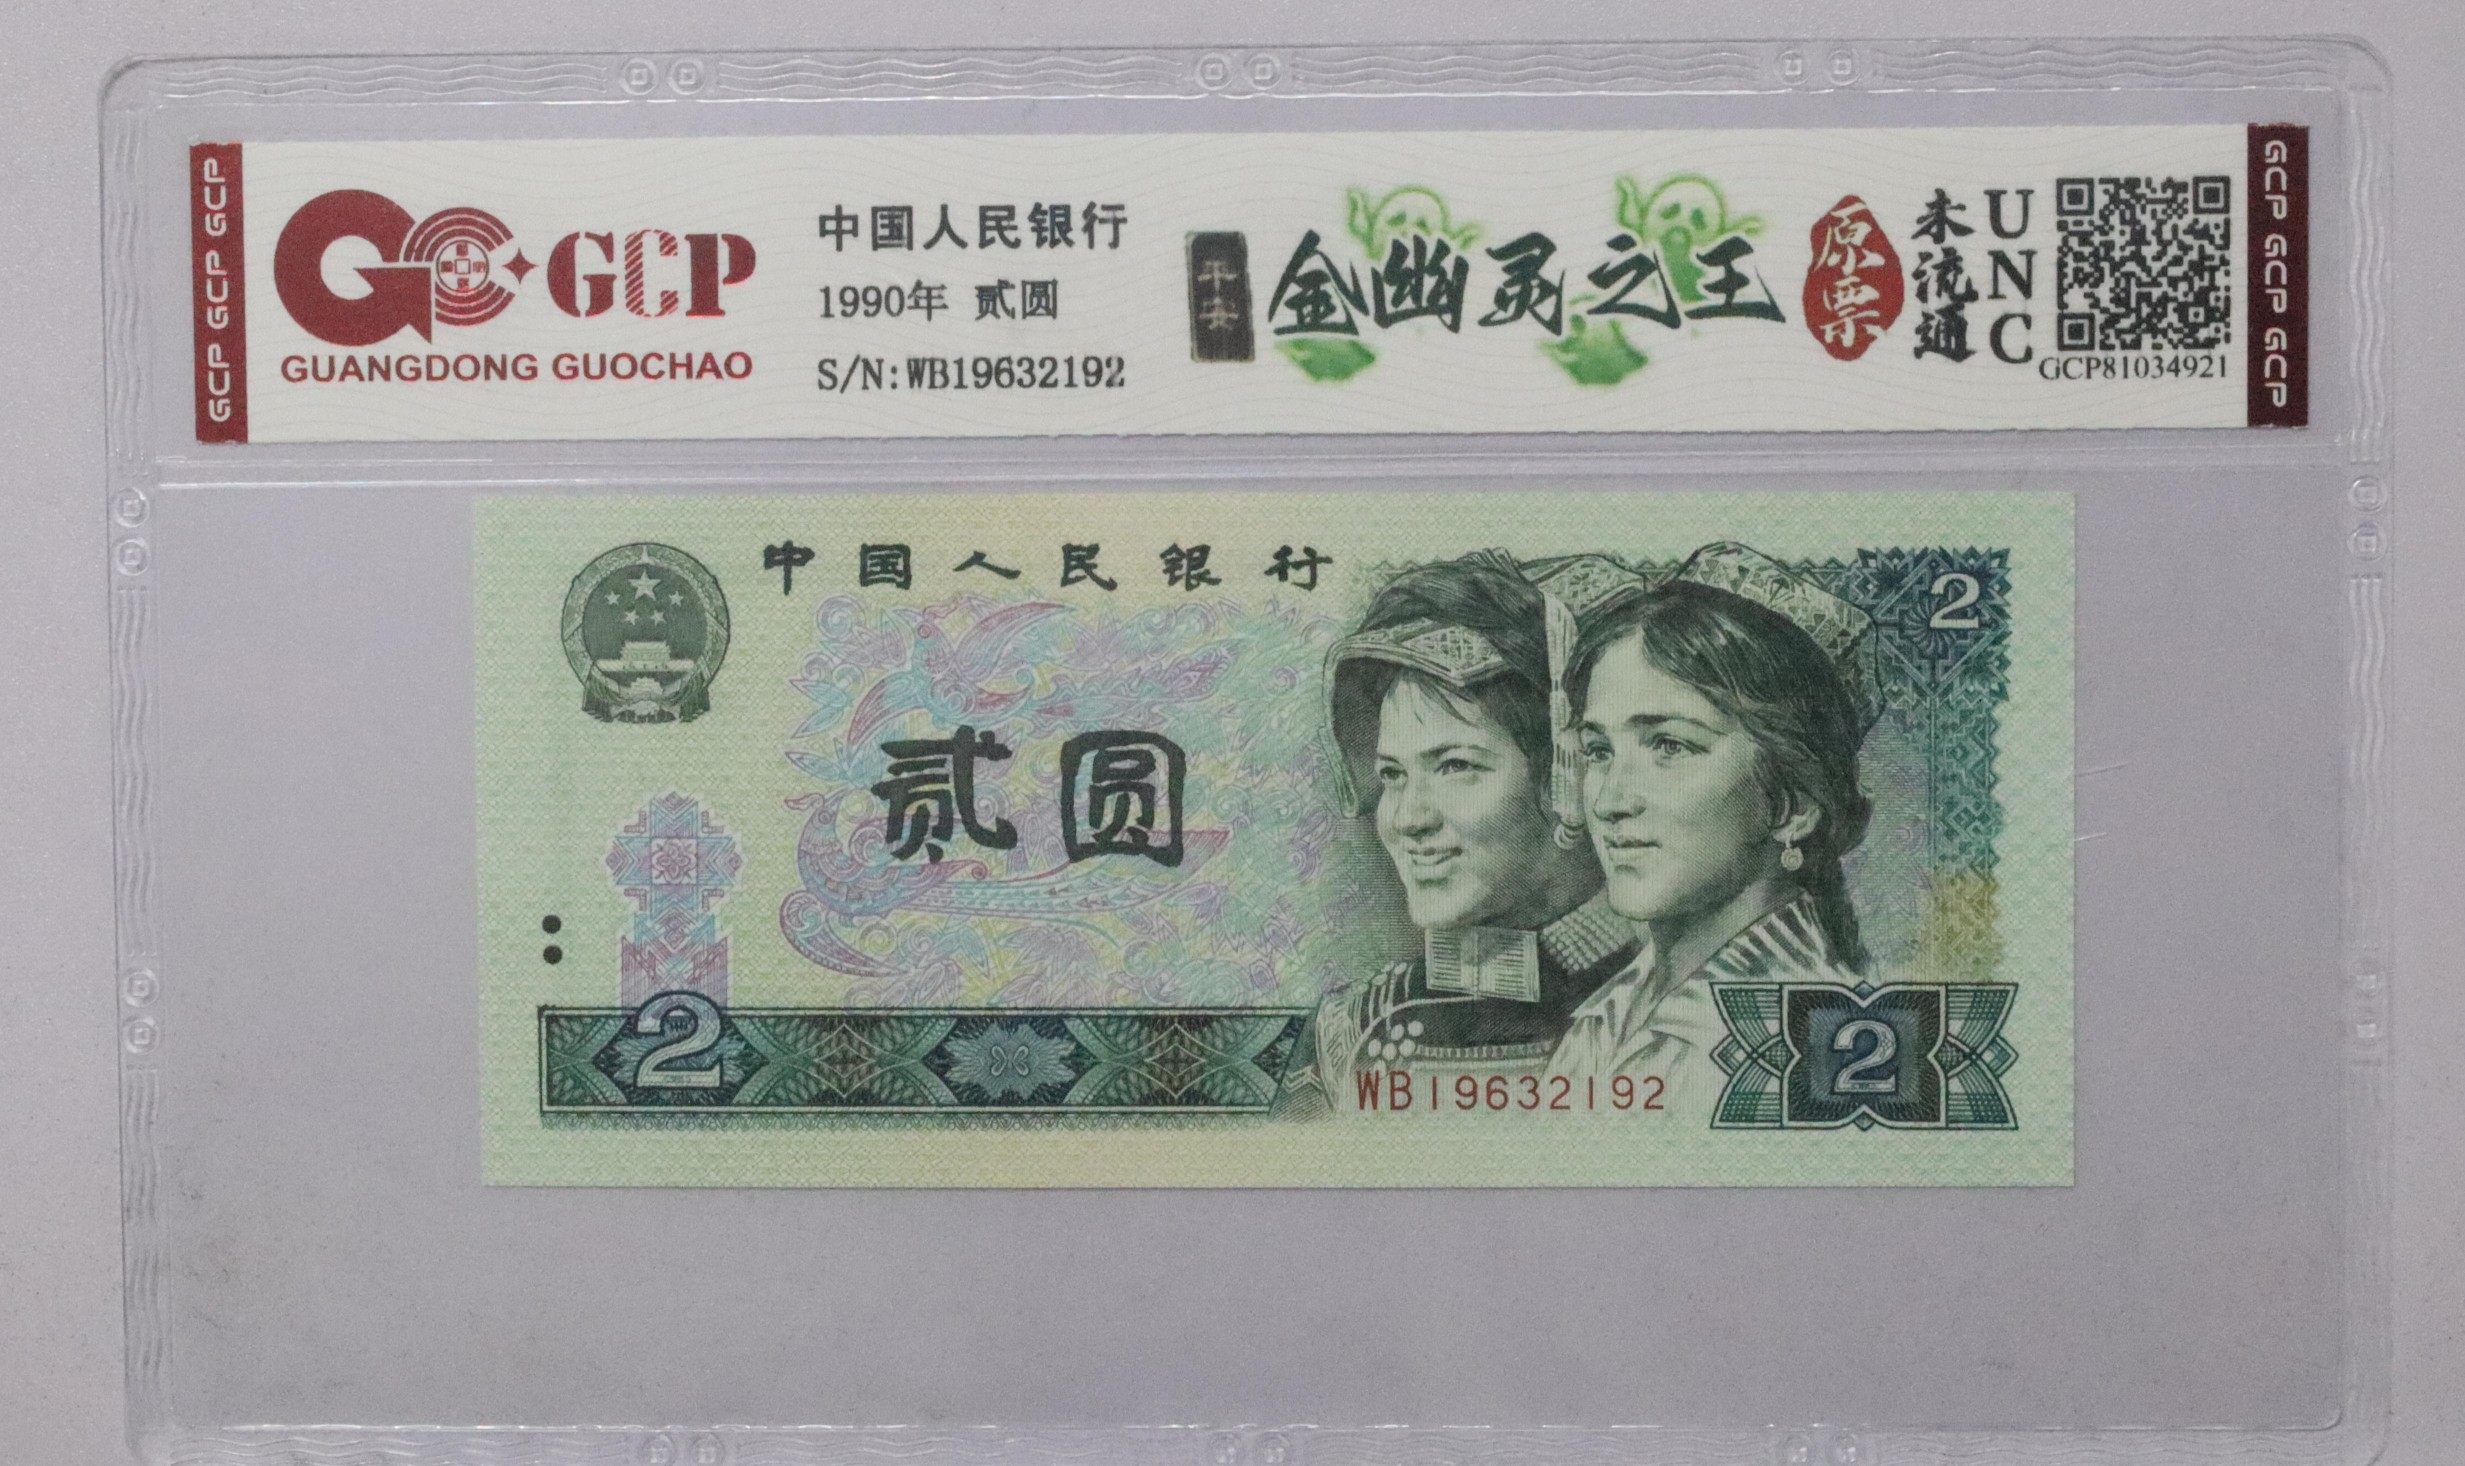 GCP GCP GCP
GCP
GUANGDONG GUOCHAO
中国人民银行
1990年 贰圆
S/N:WB19632192
平安
金幽灵之王
原票
未流通
UNC
GCP81034921
GCP GCP GCP
中国人民银行
2
贰圆
2
WB19632192
2